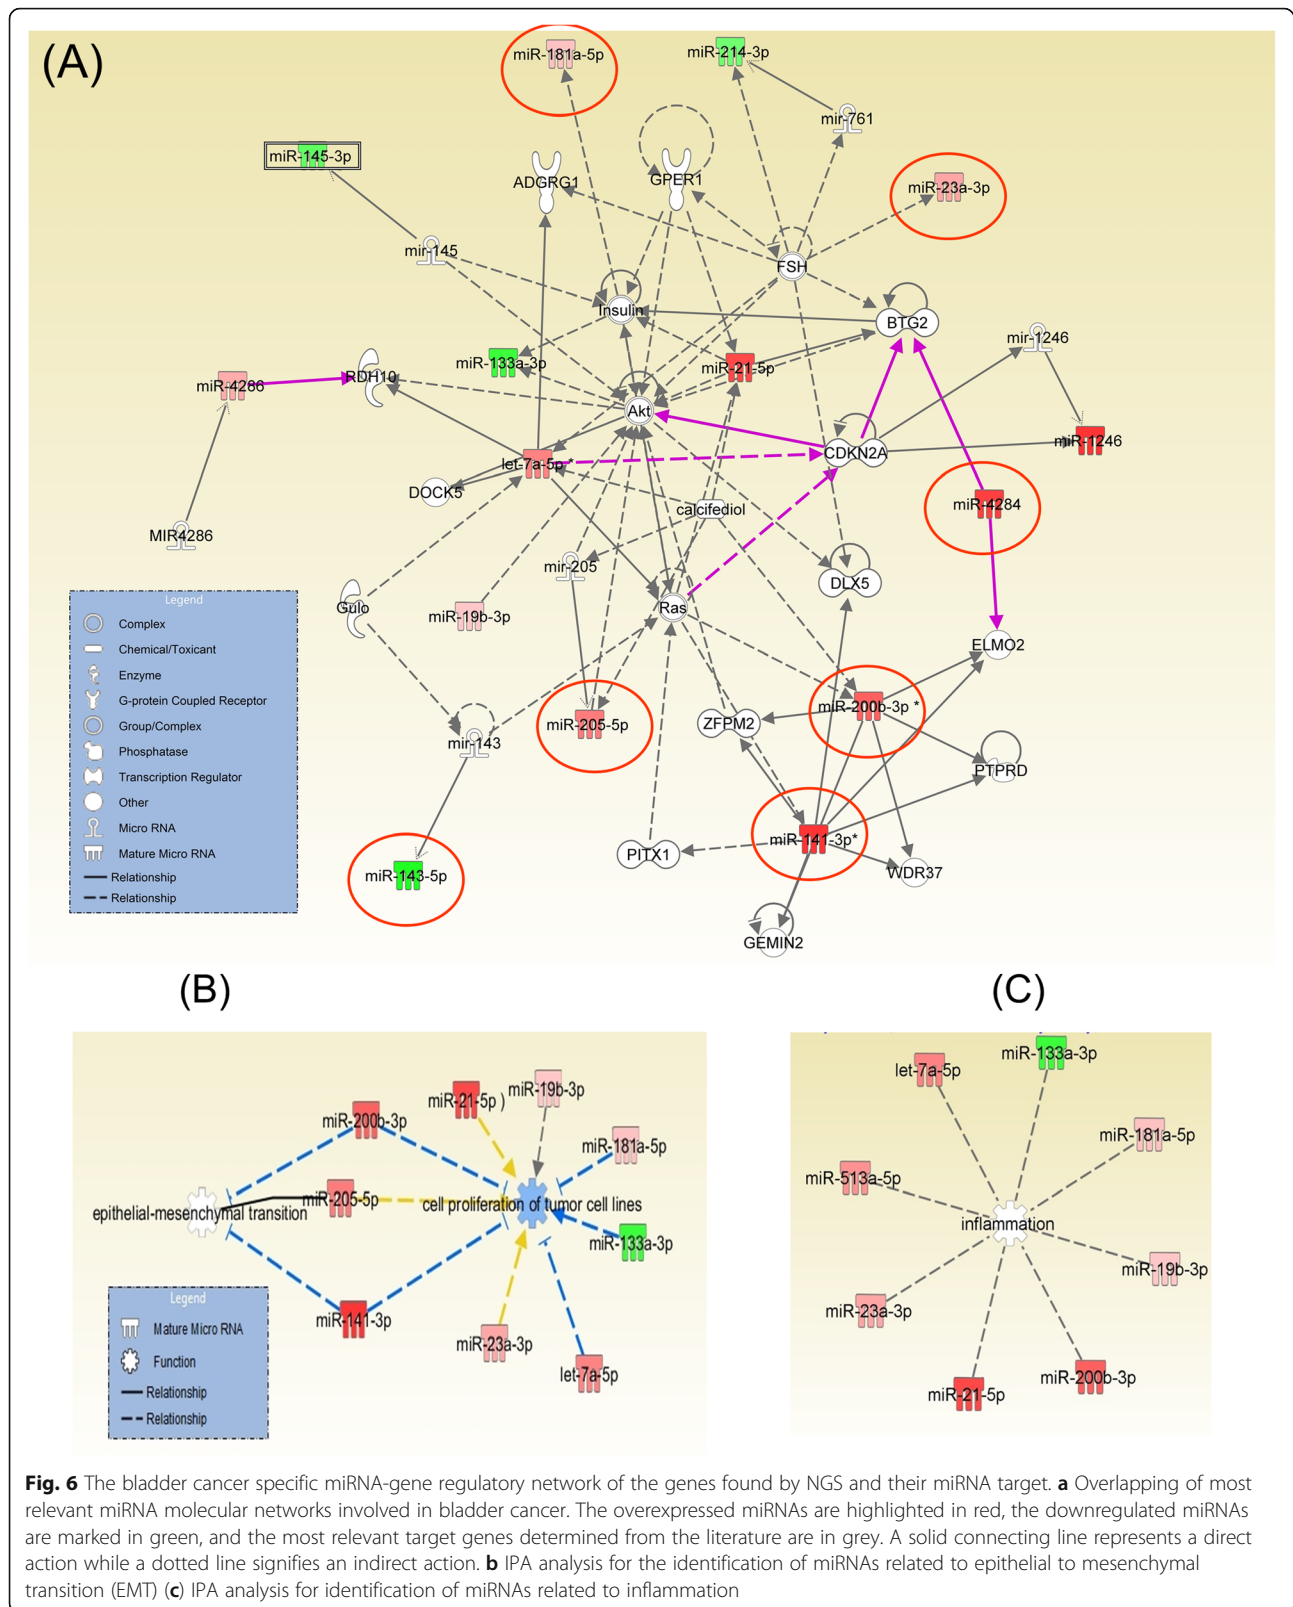 (A)
miR-181a-5p
miR-214-3p
mir-761
miR-145-3p
ADGRG1
GPER1
miR-23a-3p
mir-145
FSH
Insulin
BTG2
mir-1246
miR-133a-3p
miR-21-5p
miR-4286
RDH10
Akt
miR-1246
CDKN2A
let-7a-5p *
DOCK5
miR-4284
calcifediol
MIR4286
mir-205
DLX5
Gulo
miR-19b-3p
Ras
ELMO2
miR-205-5p
miR-200b-3p *
ZFPM2
mir-143
PTPRD
miR-141-3p*
PITX1
WDR37
miR-143-5p
GEMIN2
Legend
Complex
Chemical/Toxicant
Enzyme
G-protein Coupled Receptor
Group/Complex
Phosphatase
Transcription Regulator
Other
Micro RNA
Mature Micro RNA
Relationship
Relationship
(B)
miR-21-5p )
miR-19b-3p
miR-200b-3p
miR-181a-5p
miR-205-5p
cell proliferation of tumor cell lines
epithelial-mesenchymal transition
miR-133a-3p
miR-141-3p
miR-23a-3p
let-7a-5p
Legend
Mature Micro RNA
Function
Relationship
Relationship
(C)
miR-133a-3p
let-7a-5p
miR-181a-5p
miR-513a-5p
inflammation
miR-19b-3p
miR-23a-3p
miR-200b-3p
miR-21-5p
Fig. 6 The bladder cancer specific miRNA-gene regulatory network of the genes found by NGS and their miRNA target. a Overlapping of most
relevant miRNA molecular networks involved in bladder cancer. The overexpressed miRNAs are highlighted in red, the downregulated miRNAs
are marked in green, and the most relevant target genes determined from the literature are in grey. A solid connecting line represents a direct
action while a dotted line signifies an indirect action. b IPA analysis for the identification of miRNAs related to epithelial to mesenchymal
transition (EMT) (c) IPA analysis for identification of miRNAs related to inflammation